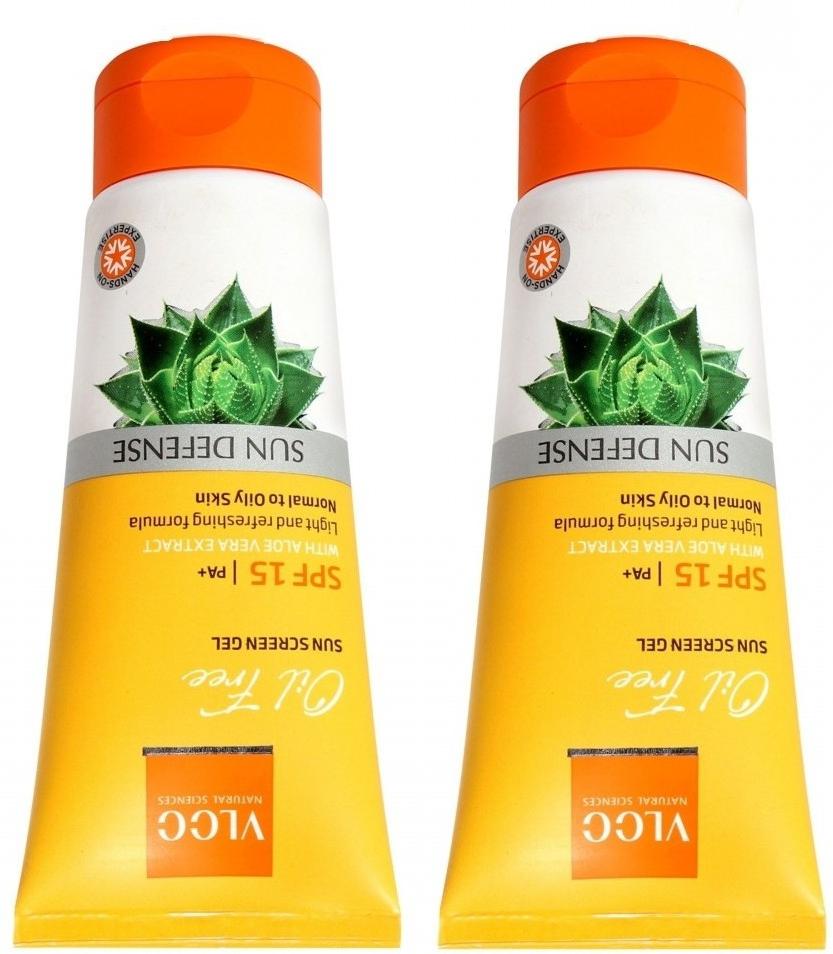 VLCC
NATURAL SCIENCES
Oil Free
SUN SCREEN GEL
SPF 15 | PA+
WITH ALOE VERA EXTRACT
Light and refreshing formula
Normal to Oily Skin
SUN DEFENSE
HANDS-ON
EXPERTISE
VLCC
NATURAL SCIENCES
Oil Free
SUN SCREEN GEL
SPF 15 | PA+
WITH ALOE VERA EXTRACT
Light and refreshing formula
Normal to Oily Skin
SUN DEFENSE
HANDS-ON
EXPERTISE